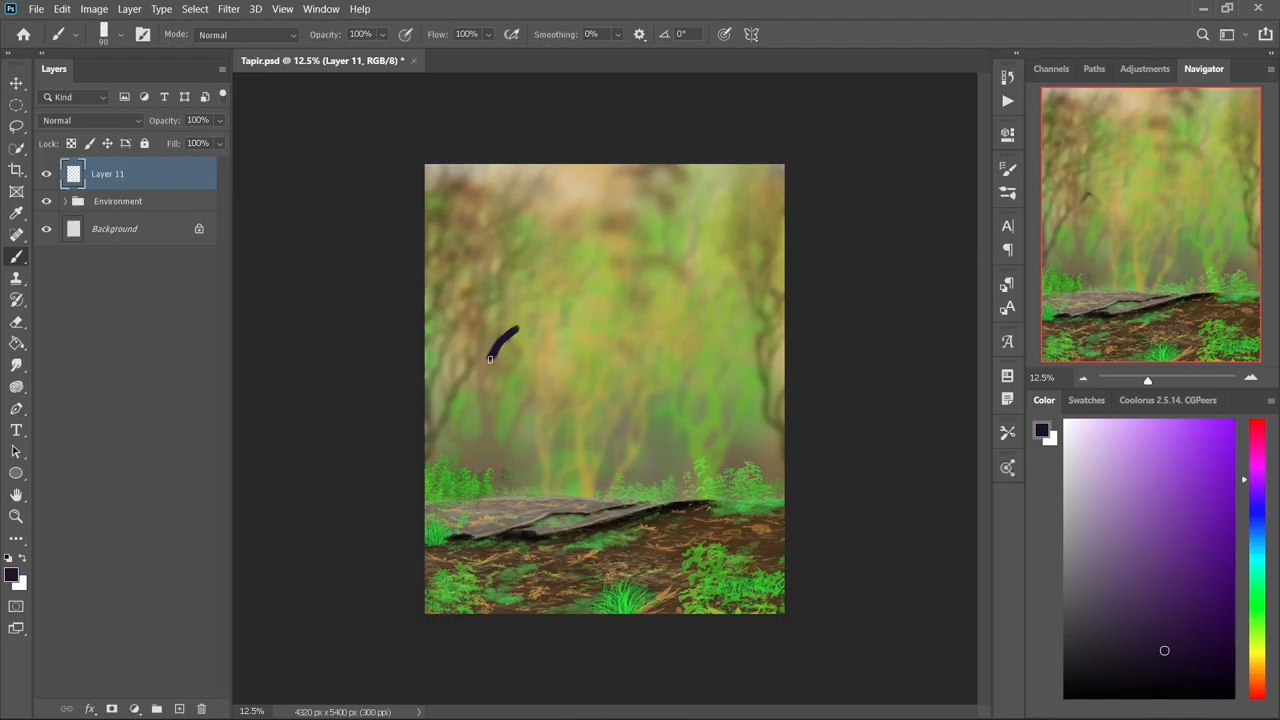 Ps File Edit Image Layer Type Select Filter 3D View Window Help
90 Mode: Normal Opacity: 100% Flow: 100% Smoothing: 0% 0°
Tapir.psd @ 12.5% (Layer 11, RGB/8) *
Layers
Kind
Normal Opacity: 100%
Lock: Fill: 100%
Layer 11
Environment
Background
Channels Paths Adjustments Navigator
12.5%
Color Swatches Coolorus 2.5.14. CGPeers
12.5% 4320 px x 5400 px (300 ppi)